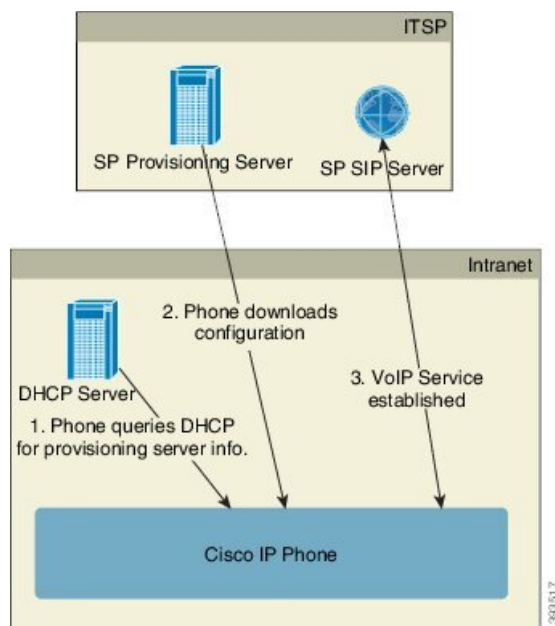 ITSP
SP Provisioning Server
SP SIP Server
Intranet
2. Phone downloads
configuration
DHCP Server
3. VoIP Service
established
1. Phone queries DHCP
for provisioning server info.
Cisco IP Phone
393517